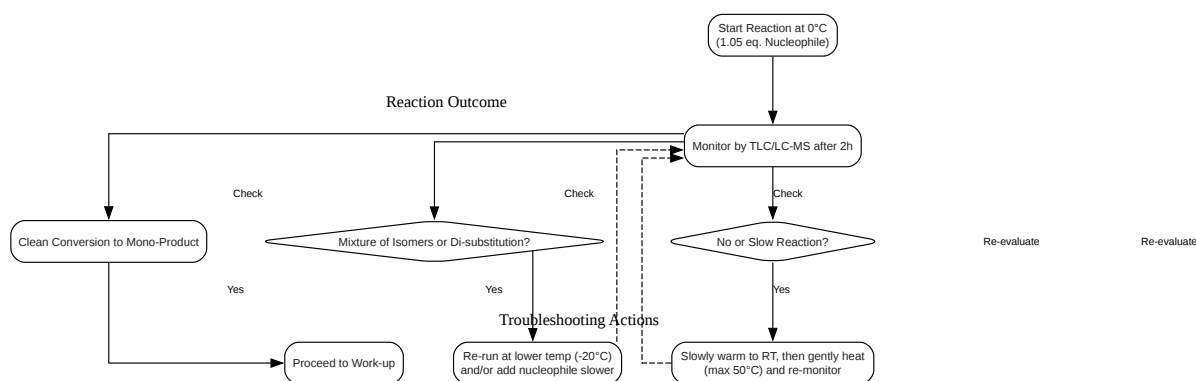 Start Reaction at 0°C
(1.05 eq. Nucleophile)
Reaction Outcome
Monitor by TLC/LC-MS after 2h
Check
Check
Check
Clean Conversion to Mono-Product
Mixture of Isomers or Di-substitution?
No or Slow Reaction?
Re-evaluate
Re-evaluate
Yes
Yes
Yes
Troubleshooting Actions
Proceed to Work-up
Re-run at lower temp (-20°C)
and/or add nucleophile slower
Slowly warm to RT, then gently heat
(max 50°C) and re-monitor